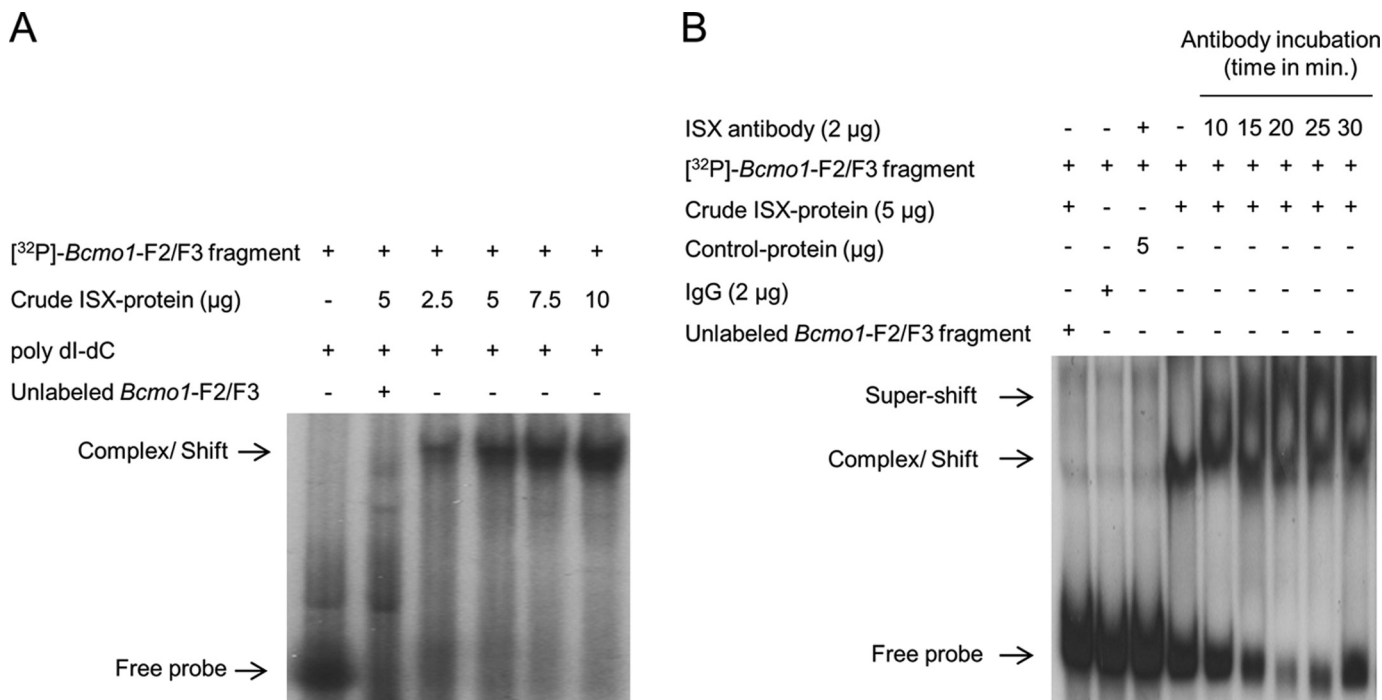 A
[32P]-Bcmo1-F2/F3 fragment + + + + + +
Crude ISX-protein (µg) - 5 2.5 5 7.5 10
poly dI-dC + + + + + +
Unlabeled Bcmo1-F2/F3 - + - - - -
Complex/ Shift →
Free probe →
B
Antibody incubation
(time in min.)
ISX antibody (2 µg) - - + - 10 15 20 25 30
[32P]-Bcmo1-F2/F3 fragment + + + + + + + + +
Crude ISX-protein (5 µg) + - - + + + + + +
Control-protein (µg) - - 5 - - - - - -
IgG (2 µg) - + - - - - - - -
Unlabeled Bcmo1-F2/F3 fragment + - - - - - - - -
Super-shift →
Complex/ Shift →
Free probe →